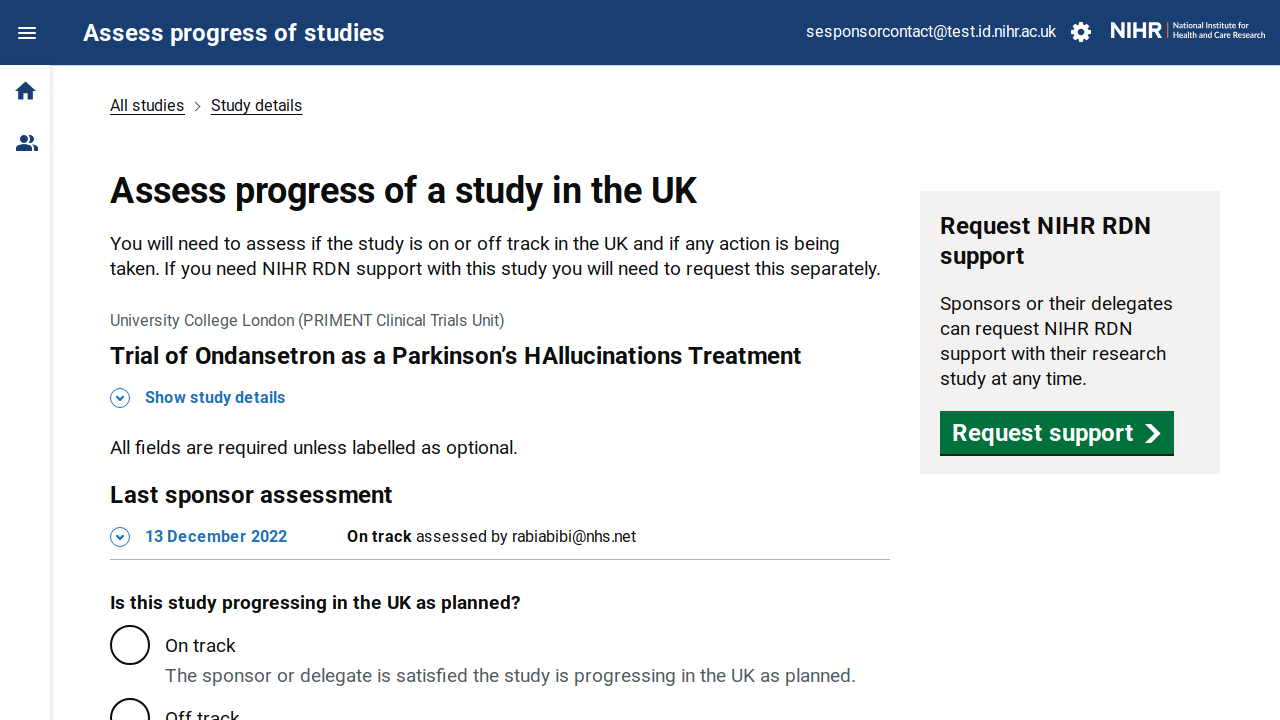 Assess progress of studies
sesponsorcontact@test.id.nihr.ac.uk
NIHR
National Institute for
Health and Care Research
All studies
Study details
Assess progress of a study in the UK
You will need to assess if the study is on or off track in the UK and if any action is being
taken. If you need NIHR RDN support with this study you will need to request this separately.
University College London (PRIMENT Clinical Trials Unit)
Trial of Ondansetron as a Parkinson’s HAllucinations Treatment
Show study details
All fields are required unless labelled as optional.
Last sponsor assessment
13 December 2022
On track assessed by rabiabibi@nhs.net
Is this study progressing in the UK as planned?
On track
The sponsor or delegate is satisfied the study is progressing in the UK as planned.
Off track
Request NIHR RDN
support
Sponsors or their delegates
can request NIHR RDN
support with their research
study at any time.
Request support